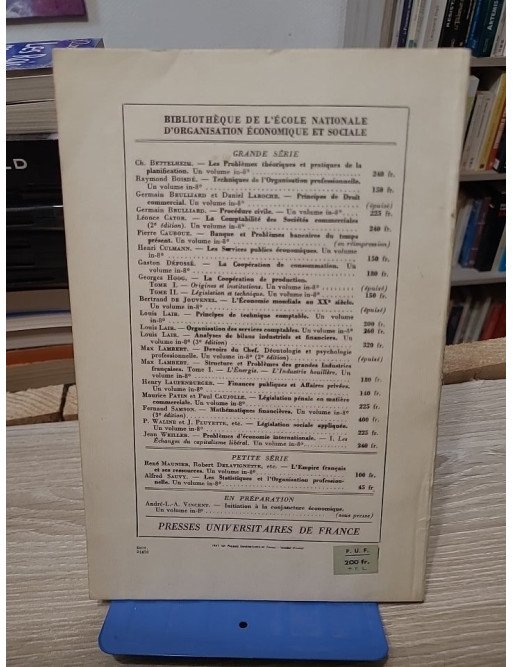 BIBLIOTHÈQUE DE L'ÉCOLE NATIONALE
D'ORGANISATION ÉCONOMIQUE ET SOCIALE
GRANDE SÉRIE
Ch. BETTELHEIM. — Les Problèmes théoriques et pratiques de la
planification. Un volume in-8° 240 fr.
Raymond BOISDÉ. — Techniques de l'Organisation professionnelle.
Un volume in-8° 150 fr.
Germain BRULLIARD et Daniel LAROCHE. — Principes de Droit
commercial. Un volume in-8° (épuisé)
Germain BRULLIARD. — Procédure civile. — Un volume in-8° 225 fr.
Léonce CATOR. — La Comptabilité des Sociétés commerciales
(2e édition). Un volume in-8° 240 fr.
Pierre CAUBOUE. — Banque et Problèmes bancaires du temps
présent. Un volume in-8° (en réimpression)
Henri CULMANN. — Les Services publics économiques. Un volume
in-8° 150 fr.
Gaston DÉFOSSÉ. — La Coopération de consommation. Un
volume in-8° 180 fr.
Georges HOOG. — La Coopération de production.
TOME I. — Origines et institutions. Un volume in-8° (épuisé)
TOME II. — Législation et technique. Un volume in-8° 150 fr.
Bertrand DE JOUVENEL. — L'Économie mondiale au XXe siècle.
Un volume in-8° (épuisé)
Louis LAIR. — Principes de technique comptable. Un volume
in-8° 200 fr.
Louis LAIR. — Organisation des services comptables. Un volume in-8°
Louis LAIR. — Analyse de bilans industriels et financiers. Un
volume in-8° (3e édition) 320 fr.
Max LAMBERT. — Devoirs du Chef. Déontologie et psychologie
professionnelle. Un volume in-8° (2e édition) (épuisé)
Max LAMBERT. — Structure et Problèmes des grandes Industries
françaises. Tome I. — L'Énergie. — L'Industrie houillère. Un
volume in-8° 180 fr.
Henry LAUFENBURGER. — Finances publiques et Affaires privées.
Un volume in-8° 140 fr.
Maurice PATIN et Paul CAUJOLLE. — Législation pénale en matière
commerciale. Un volume in-8° 225 fr.
Fernand SAMSON. — Mathématiques financières. Un volume in-8°
(3e édition) 400 fr.
P. WALINE et J. FLUYETTE, etc. — Législation sociale appliquée.
Un volume in-8° 225 fr.
Jean WEILLER. — Problèmes d'économie internationale. — I. Les
Échanges du capitalisme libéral. Un volume in-8° 240 fr.
PETITE SÉRIE
René MAUNIER, Robert DELAVIGNETTE, etc. — L'Empire français
et ses ressources. Un volume in-8° 100 fr.
Alfred SAUVY. — Les Statistiques et l'Organisation profession-
nelle. Un volume in-8° 45 fr.
EN PRÉPARATION
André-L.-A. VINCENT. — Initiation à la conjoncture économique.
Un volume in-8° (sous presse)
PRESSES UNIVERSITAIRES DE FRANCE
P. U. F.
200 fr.